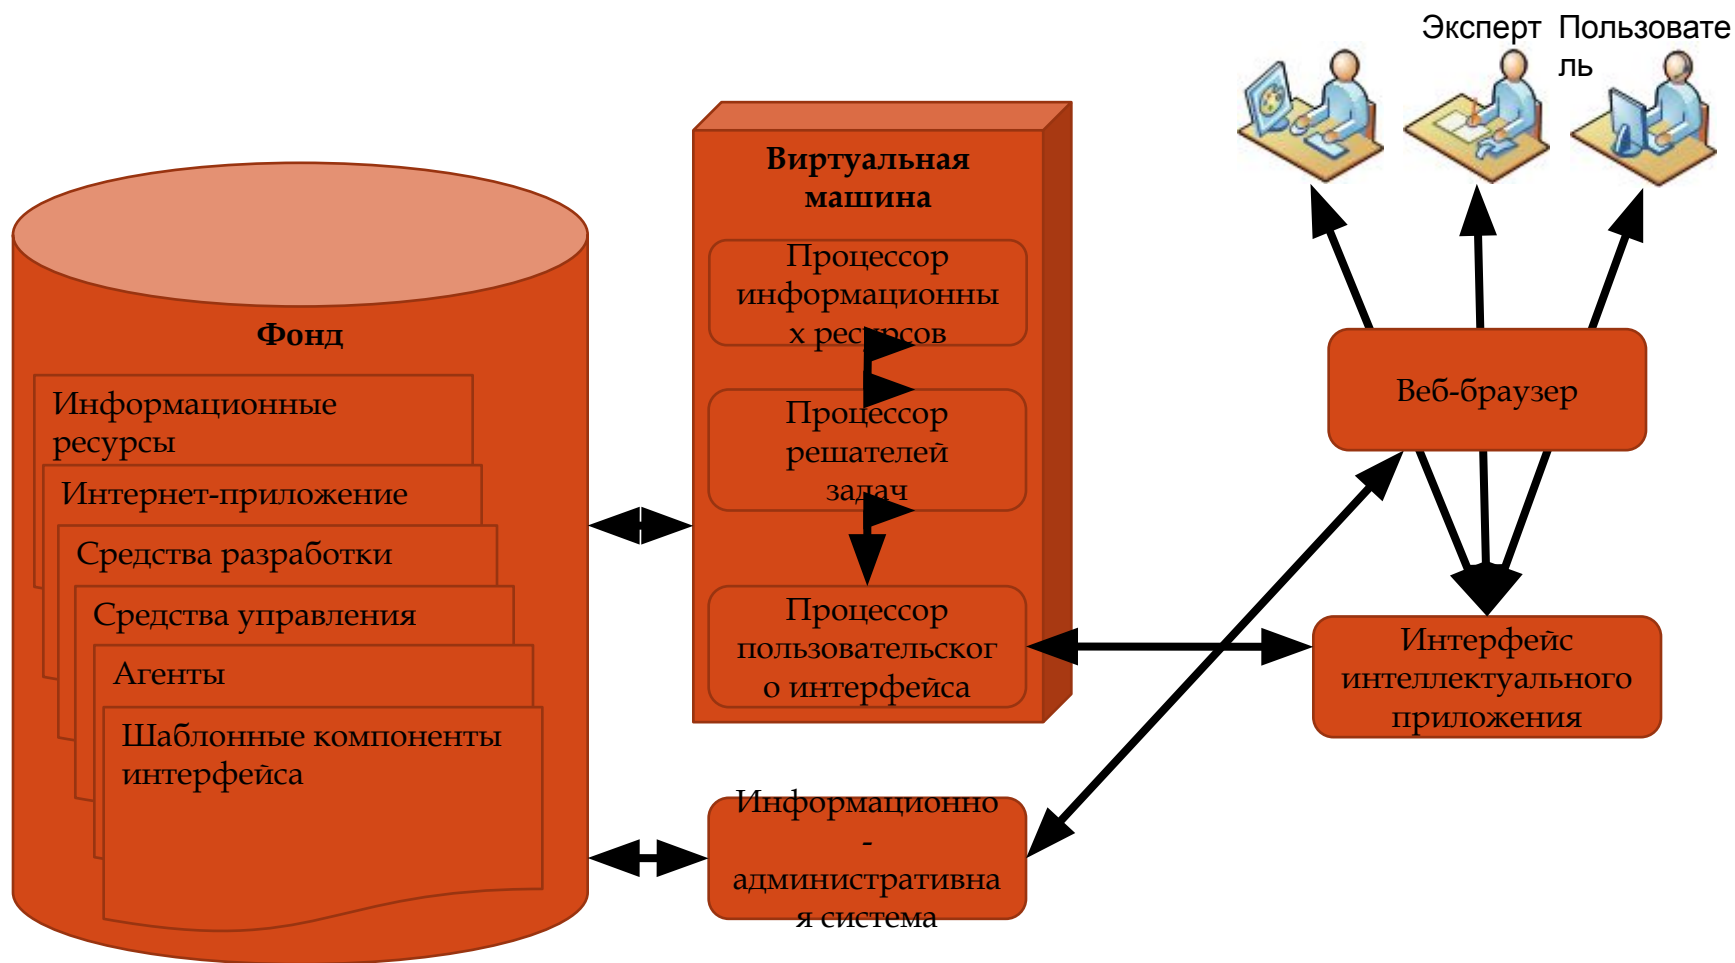 Эксперт Пользовате
ль
Виртуальная
машина
Процессор
информационны
х ресурсов
Процессор
решателей
задач
Процессор
пользовательског
о интерфейса
Фонд
Информационные
ресурсы
Интернет-приложение
Средства разработки
Средства управления
Агенты
Шаблонные компоненты
интерфейса
Информационно
-
административна
я система
Веб-браузер
Интерфейс
интеллектуального
приложения